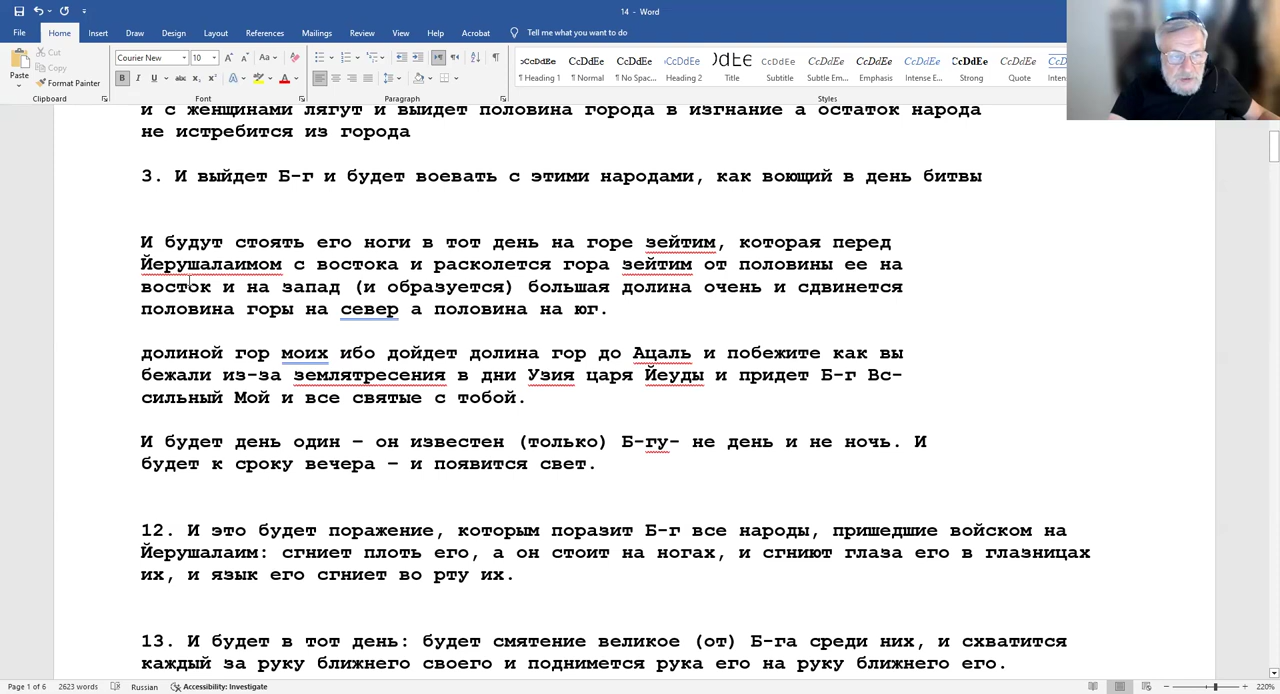 14 - Word
File Home Insert Draw Design Layout References Mailings Review View Help Acrobat Tell me what you want to do
Paste
Cut
Copy
Format Painter
Courier New 10
Clipboard Font Paragraph Styles
AaBbCcDdEe AaBbCcDdEe
¶ Heading 1 ¶ Normal ¶ No Spac... Heading 2 Title Subtitle Subtle Em... Emphasis Intense E... Strong Quote Inten
и с женщинами лягут и выйдет половина города в изгнание а остаток народа
не истребится из города
3. И выйдет Б-г и будет воевать с этими народами, как воющий в день битвы
И будут стоять его ноги в тот день на горе зейтим, которая перед
Йерушалаимом с востока и расколется гора зейтим от половины ее на
восток и на запад (и образуется) большая долина очень и сдвинется
половина горы на север а половина на юг.
долиной гор моих ибо дойдет долина гор до Ацаль и побежите как вы
бежали из-за землятресения в дни Узия царя Йеуды и придет Б-г Вс-
сильный Мой и все святые с тобой.
И будет день один – он известен (только) Б-гу- не день и не ночь. И
будет к сроку вечера – и появится свет.
12. И это будет поражение, которым поразит Б-г все народы, пришедшие войском на
Йерушалаим: сгниет плоть его, а он стоит на ногах, и сгниют глаза его в глазницах
их, и язык его сгниет во рту их.
13. И будет в тот день: будет смятение великое (от) Б-га среди них, и схватится
каждый за руку ближнего своего и поднимется рука его на руку ближнего его.
Page 1 of 6 2623 words Russian Accessibility: Investigate 220%